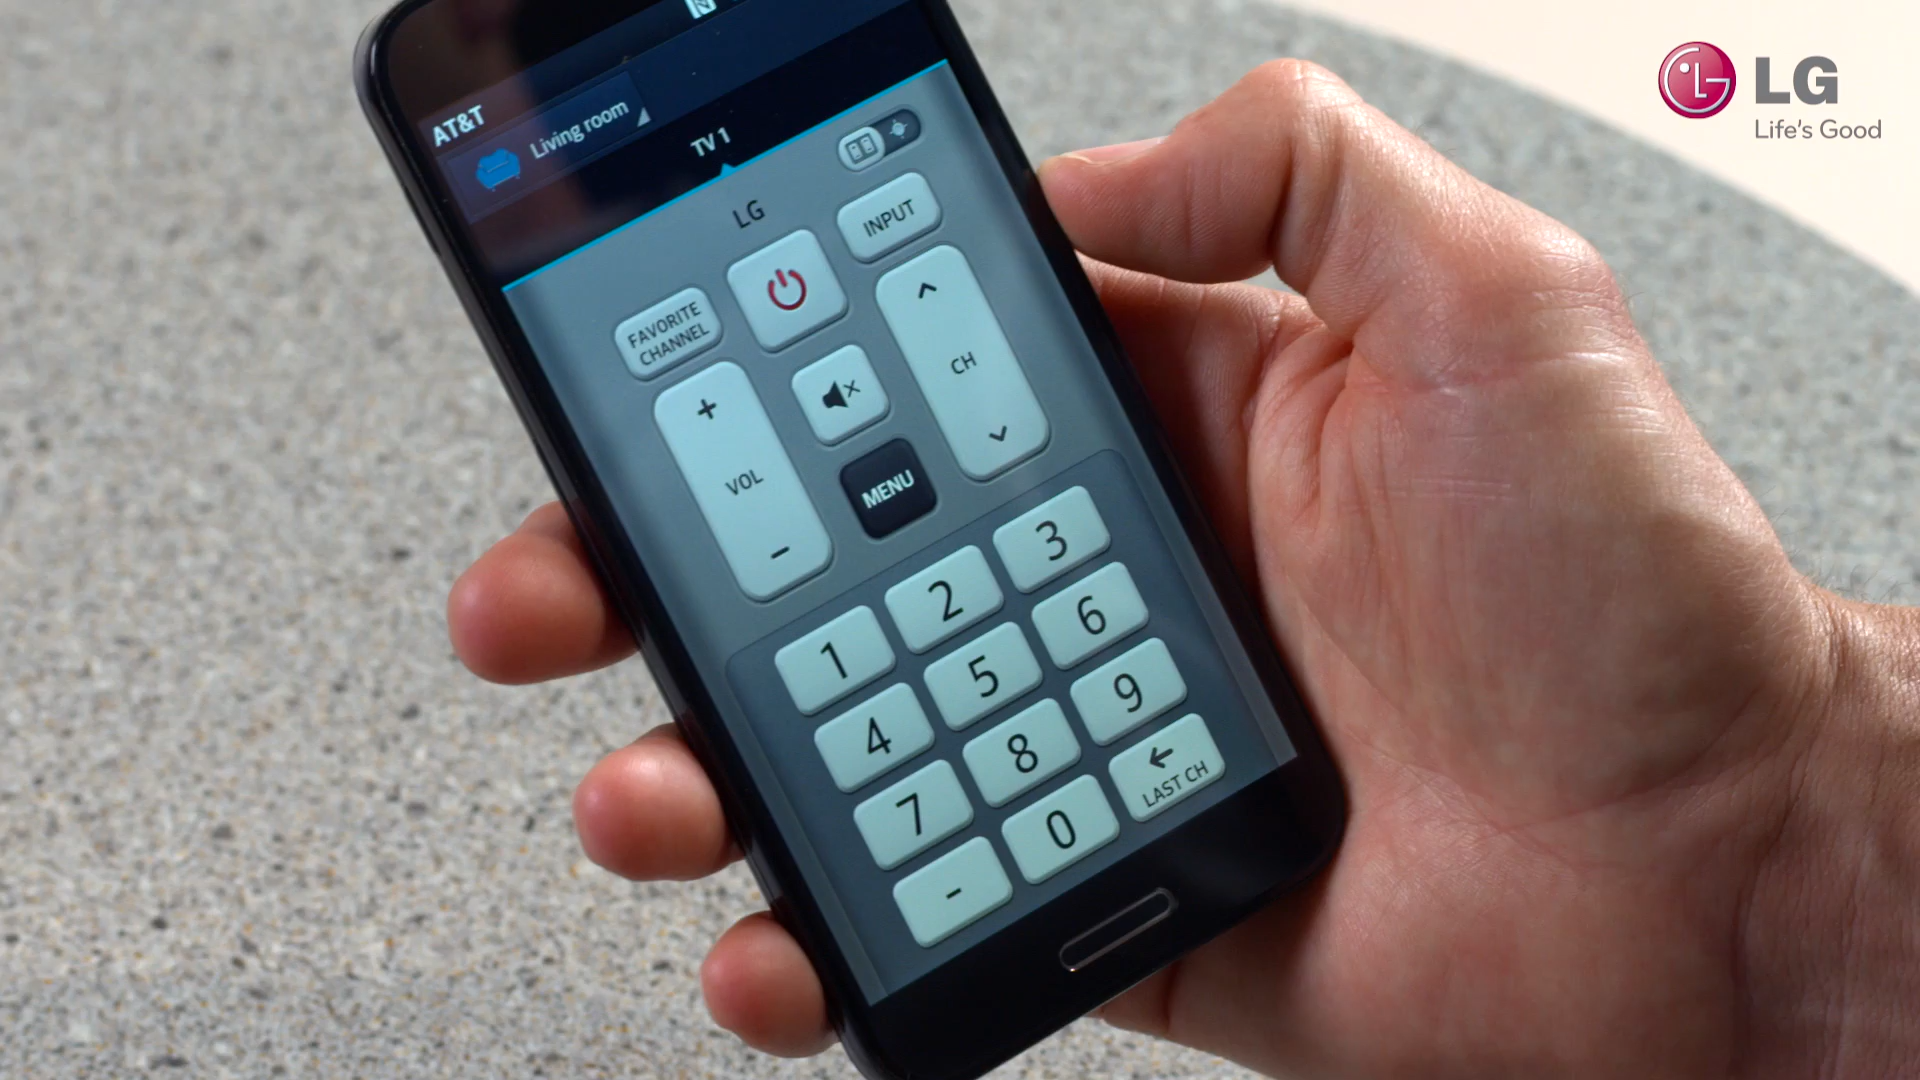 LG
Life's Good
AT&T
Living room
TV 1
LG
INPUT
FAVORITE
CHANNEL
+
VOL
-
CH
MENU
1 2 3
4 5 6
7 8 9
- 0 LAST CH